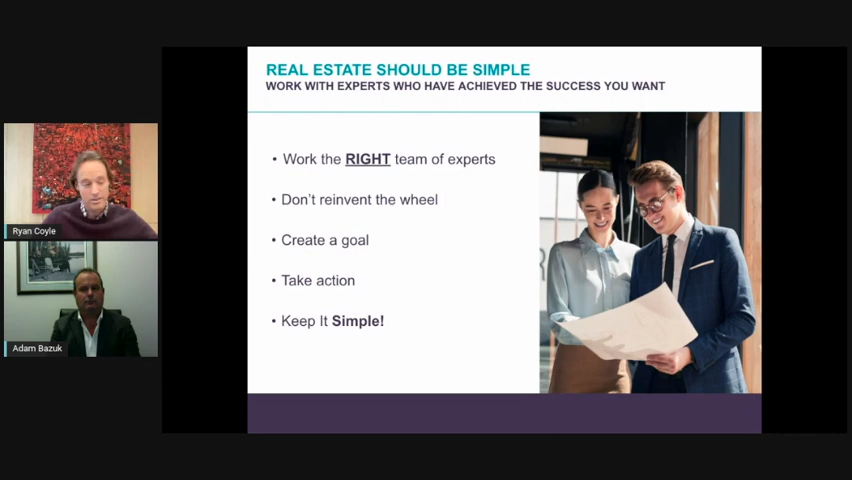 REAL ESTATE SHOULD BE SIMPLE
WORK WITH EXPERTS WHO HAVE ACHIEVED THE SUCCESS YOU WANT
• Work the RIGHT team of experts
• Don't reinvent the wheel
• Create a goal
• Take action
• Keep It Simple!
Ryan Coyle
Adam Bazuk